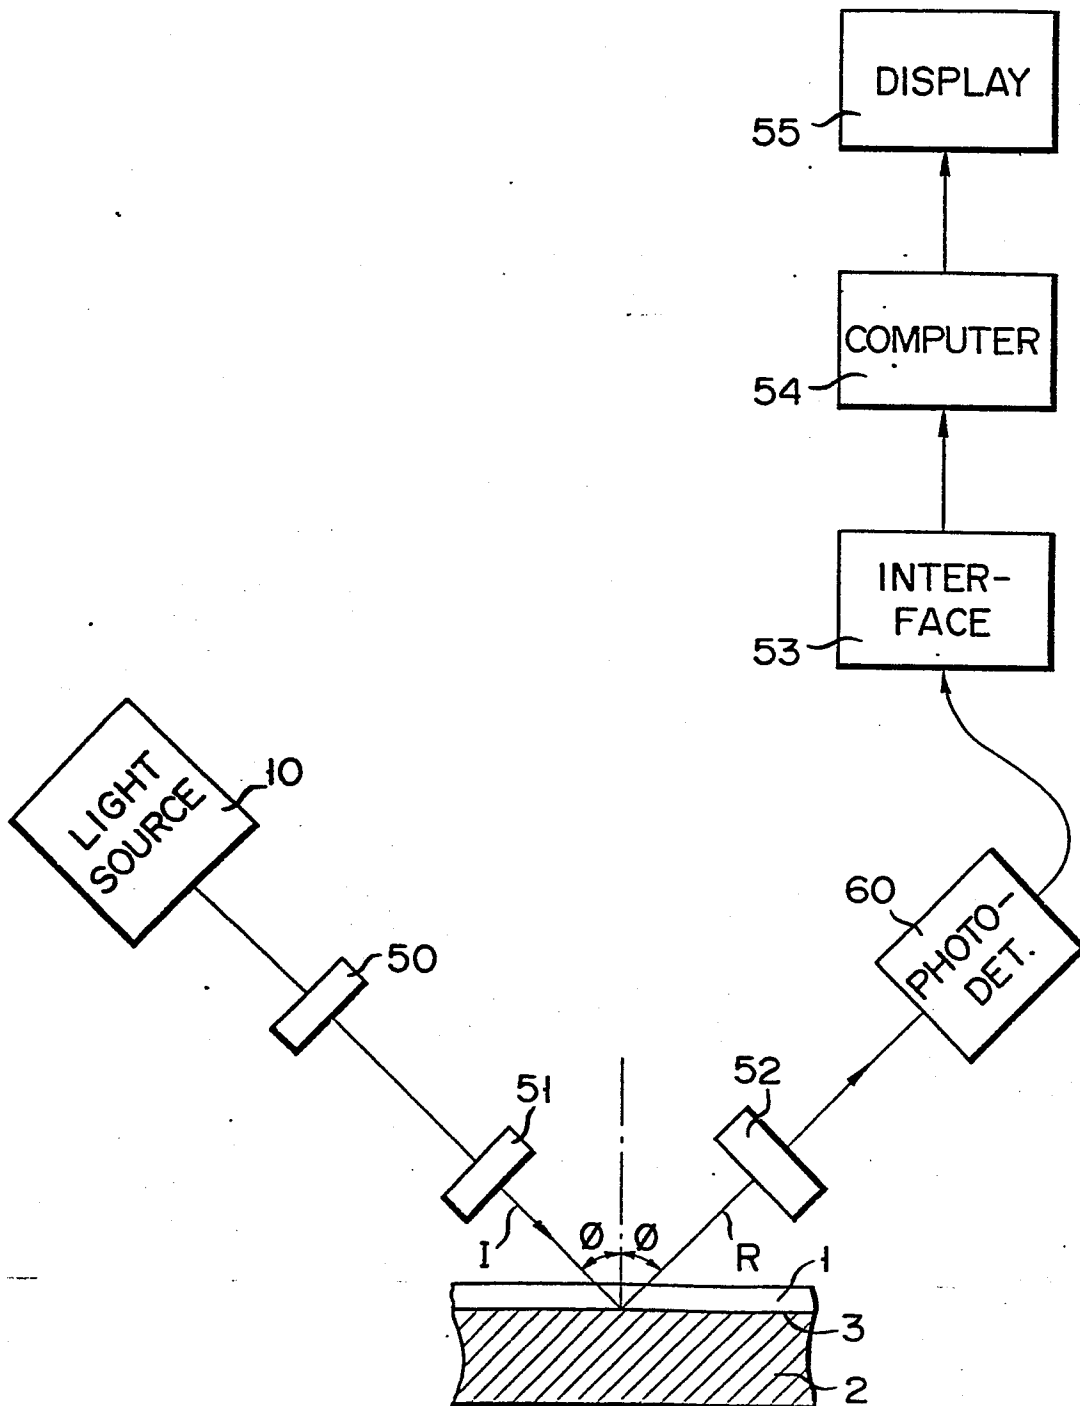 DISPLAY
55
COMPUTER
54
INTER-
FACE
53
LIGHT
SOURCE
10
60
PHOTO-
DET.
50
51
52
I
Ø Ø
R
1
3
2